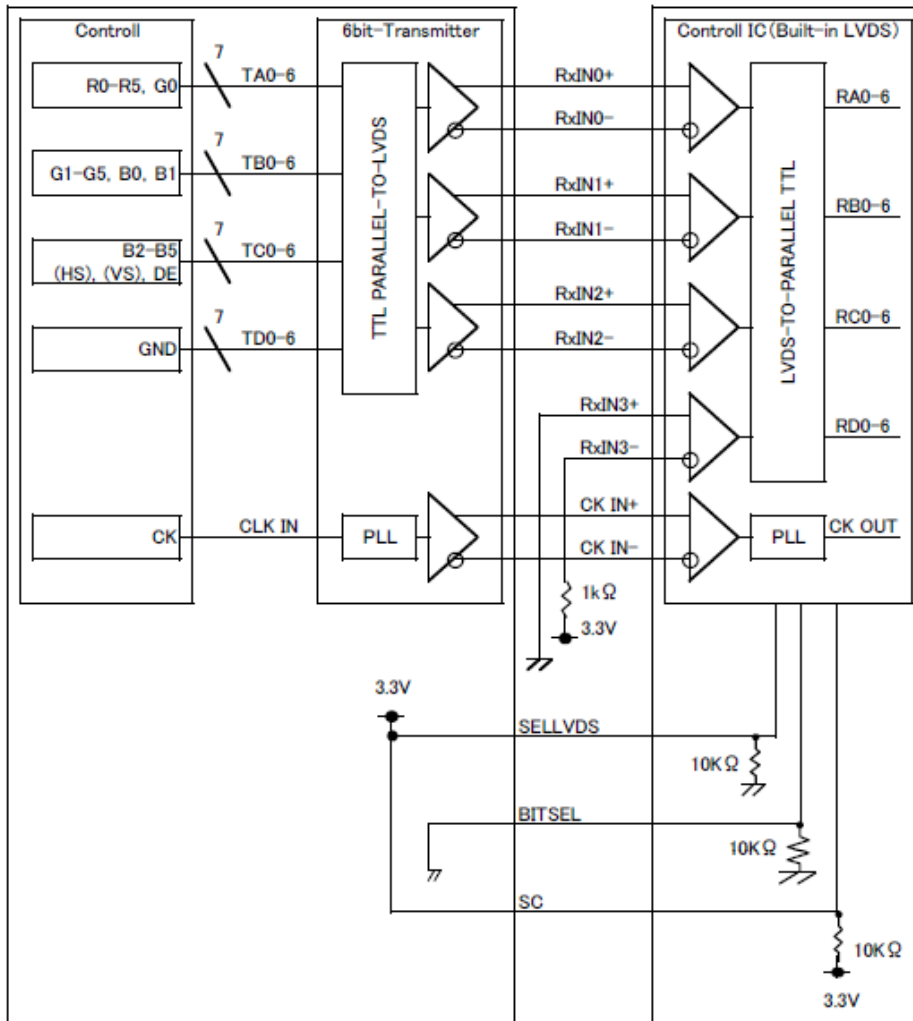 Controll
6bit-Transmitter
Controll IC(Built-in LVDS)
R0-R5, G0
7
TA0-6
RxIN0+
RA0-6
RxIN0-
G1-G5, B0, B1
7
TB0-6
TTL PARALLEL-TO-LVDS
RxIN1+
LVDS-TO-PARALLEL TTL
RB0-6
RxIN1-
B2-B5
(HS), (VS), DE
7
TC0-6
RxIN2+
RC0-6
RxIN2-
GND
7
TD0-6
RxIN3+
RD0-6
RxIN3-
CK
CLK IN
PLL
CK IN+
PLL
CK OUT
CK IN-
1kΩ
3.3V
3.3V
SELLVDS
10KΩ
BITSEL
10KΩ
SC
10KΩ
3.3V